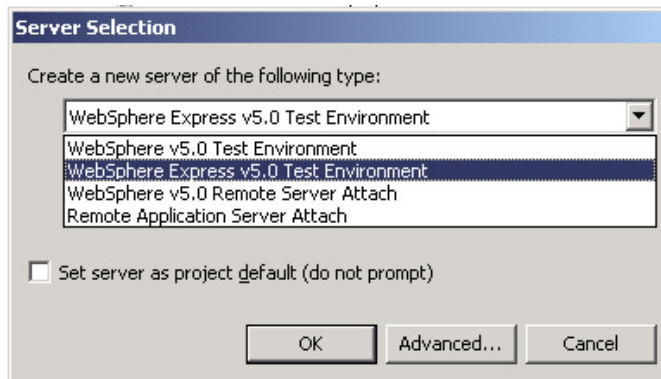 Server Selection
Create a new server of the following type:
WebSphere Express v5.0 Test Environment
WebSphere v5.0 Test Environment
WebSphere Express v5.0 Test Environment
WebSphere v5.0 Remote Server Attach
Remote Application Server Attach
Set server as project default (do not prompt)
OK Advanced... Cancel